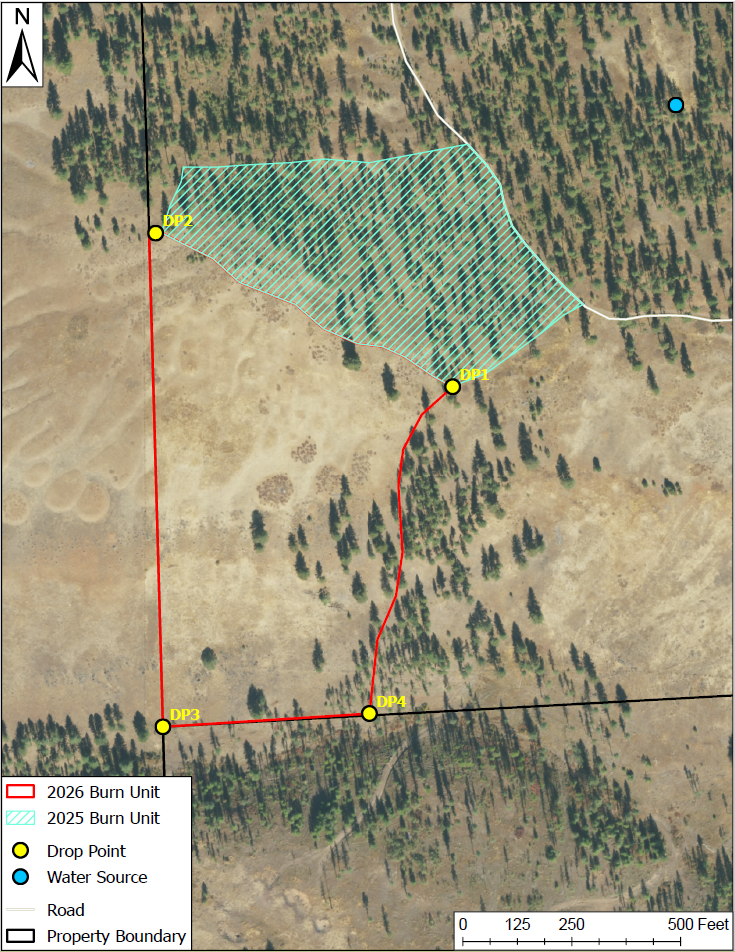 N
DP2
DP1
DP3
DP4
2026 Burn Unit
2025 Burn Unit
Drop Point
Water Source
Road
Property Boundary
0 125 250 500 Feet